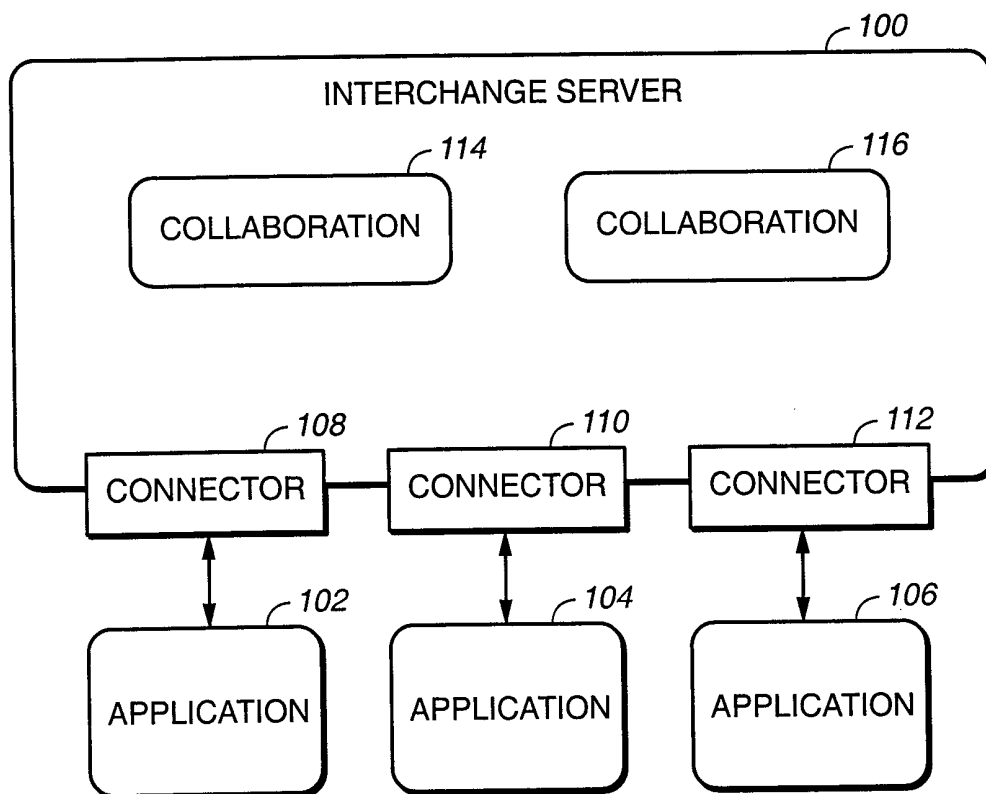 100
INTERCHANGE SERVER
114
116
COLLABORATION
COLLABORATION
108
110
112
CONNECTOR
CONNECTOR
CONNECTOR
102
104
106
APPLICATION
APPLICATION
APPLICATION